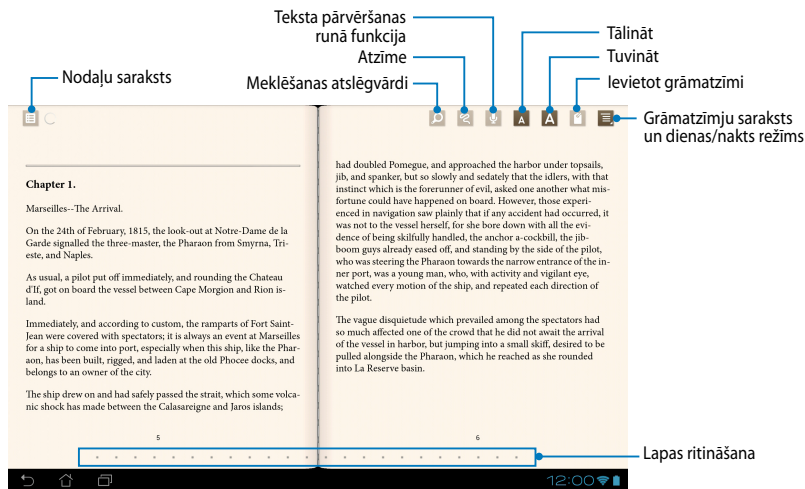 Teksta pārvēršanas
runā funkcija
Atzīme
Meklēšanas atslēgvārdi
Nodaļu saraksts
Tālināt
Tuvināt
Ievietot grāmatzīmi
Grāmatzīmju saraksts
un dienas/nakts režīms
A
A
Chapter 1.
Marseilles--The Arrival.
On the 24th of February, 1815, the look-out at Notre-Dame de la
Garde signalled the three-master, the Pharaon from Smyrna, Tri-
este, and Naples.
As usual, a pilot put off immediately, and rounding the Chateau
d'If, got on board the vessel between Cape Morgion and Rion is-
land.
Immediately, and according to custom, the ramparts of Fort Saint-
Jean were covered with spectators; it is always an event at Marseilles
for a ship to come into port, especially when this ship, like the Phar-
aon, has been built, rigged, and laden at the old Phocee docks, and
belongs to an owner of the city.
The ship drew on and had safely passed the strait, which some volca-
nic shock has made between the Calasareigne and Jaros islands;
5
had doubled Pomegue, and approached the harbor under topsails,
jib, and spanker, but so slowly and sedately that the idlers, with that
instinct which is the forerunner of evil, asked one another what mis-
fortune could have happened on board. However, those experi-
enced in navigation saw plainly that if any accident had occurred, it
was not to the vessel herself, for she bore down with all the evi-
dence of being skilfully handled, the anchor a-cockbill, the jib-
boom guys already eased off, and standing by the side of the pilot,
who was steering the Pharaon towards the narrow entrance of the in-
ner port, was a young man, who, with activity and vigilant eye,
watched every motion of the ship, and repeated each direction of
the pilot.
The vague disquietude which prevailed among the spectators had
so much affected one of the crowd that he did not await the arrival
of the vessel in harbor, but jumping into a small skiff, desired to be
pulled alongside the Pharaon, which he reached as she rounded
into La Reserve basin.
6
Lapas ritināšana
12:00